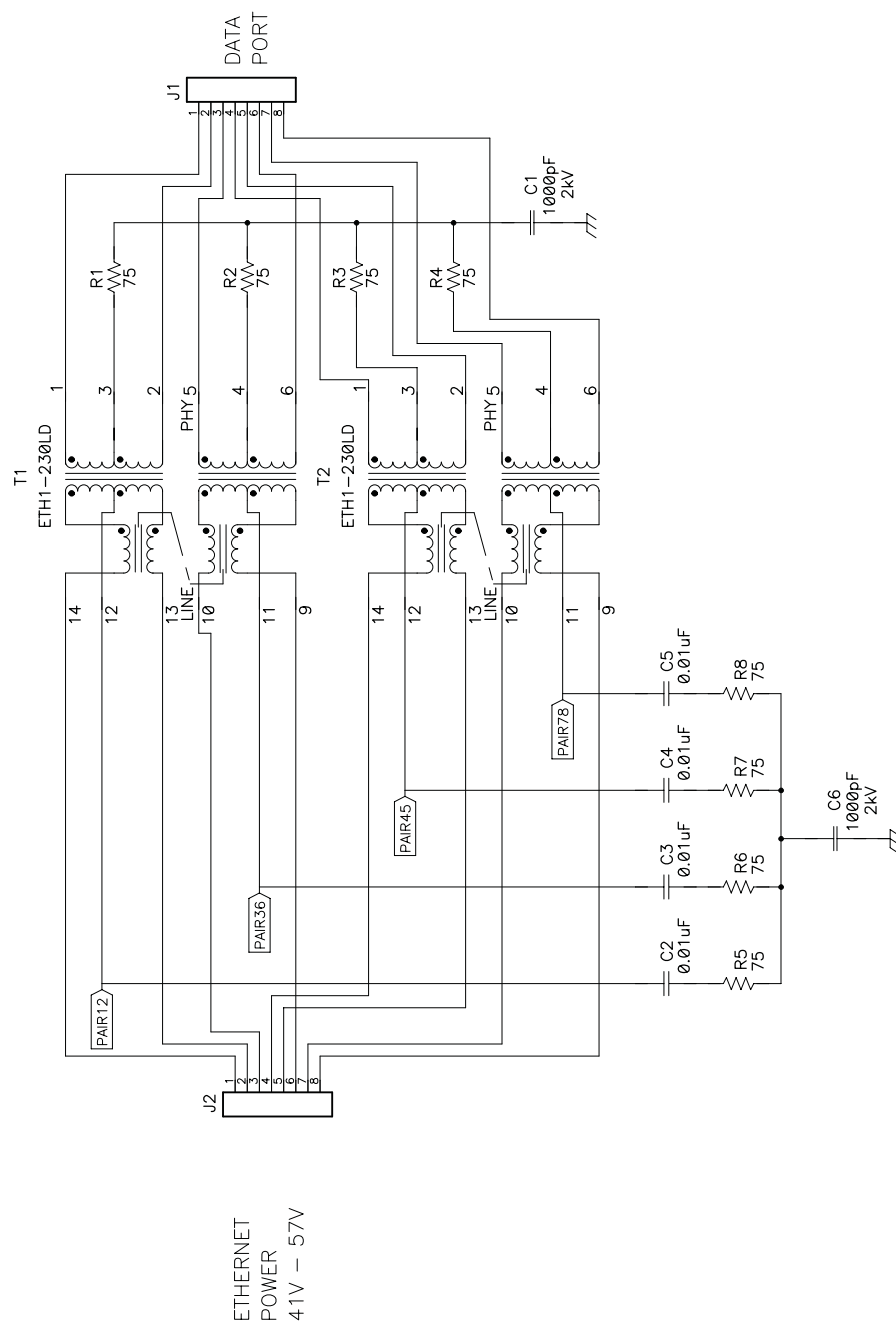 DATA
PORT
J1
1
2
3
4
5
6
7
8
C1
1000pF
2kV
R1
75
R2
75
R3
75
R4
75
1
3
2
PHY 5
4
6
1
3
2
PHY 5
4
6
T1
ETH1-230LD
T2
ETH1-230LD
14
12
13
LINE
10
11
9
14
12
13
LINE
10
11
9
PAIR12
PAIR36
PAIR45
PAIR78
C5
0.01uF
R8
75
C4
0.01uF
R7
75
C3
0.01uF
R6
75
C2
0.01uF
R5
75
C6
1000pF
2kV
J2
1
2
3
4
5
6
7
8
ETHERNET
POWER
41V - 57V